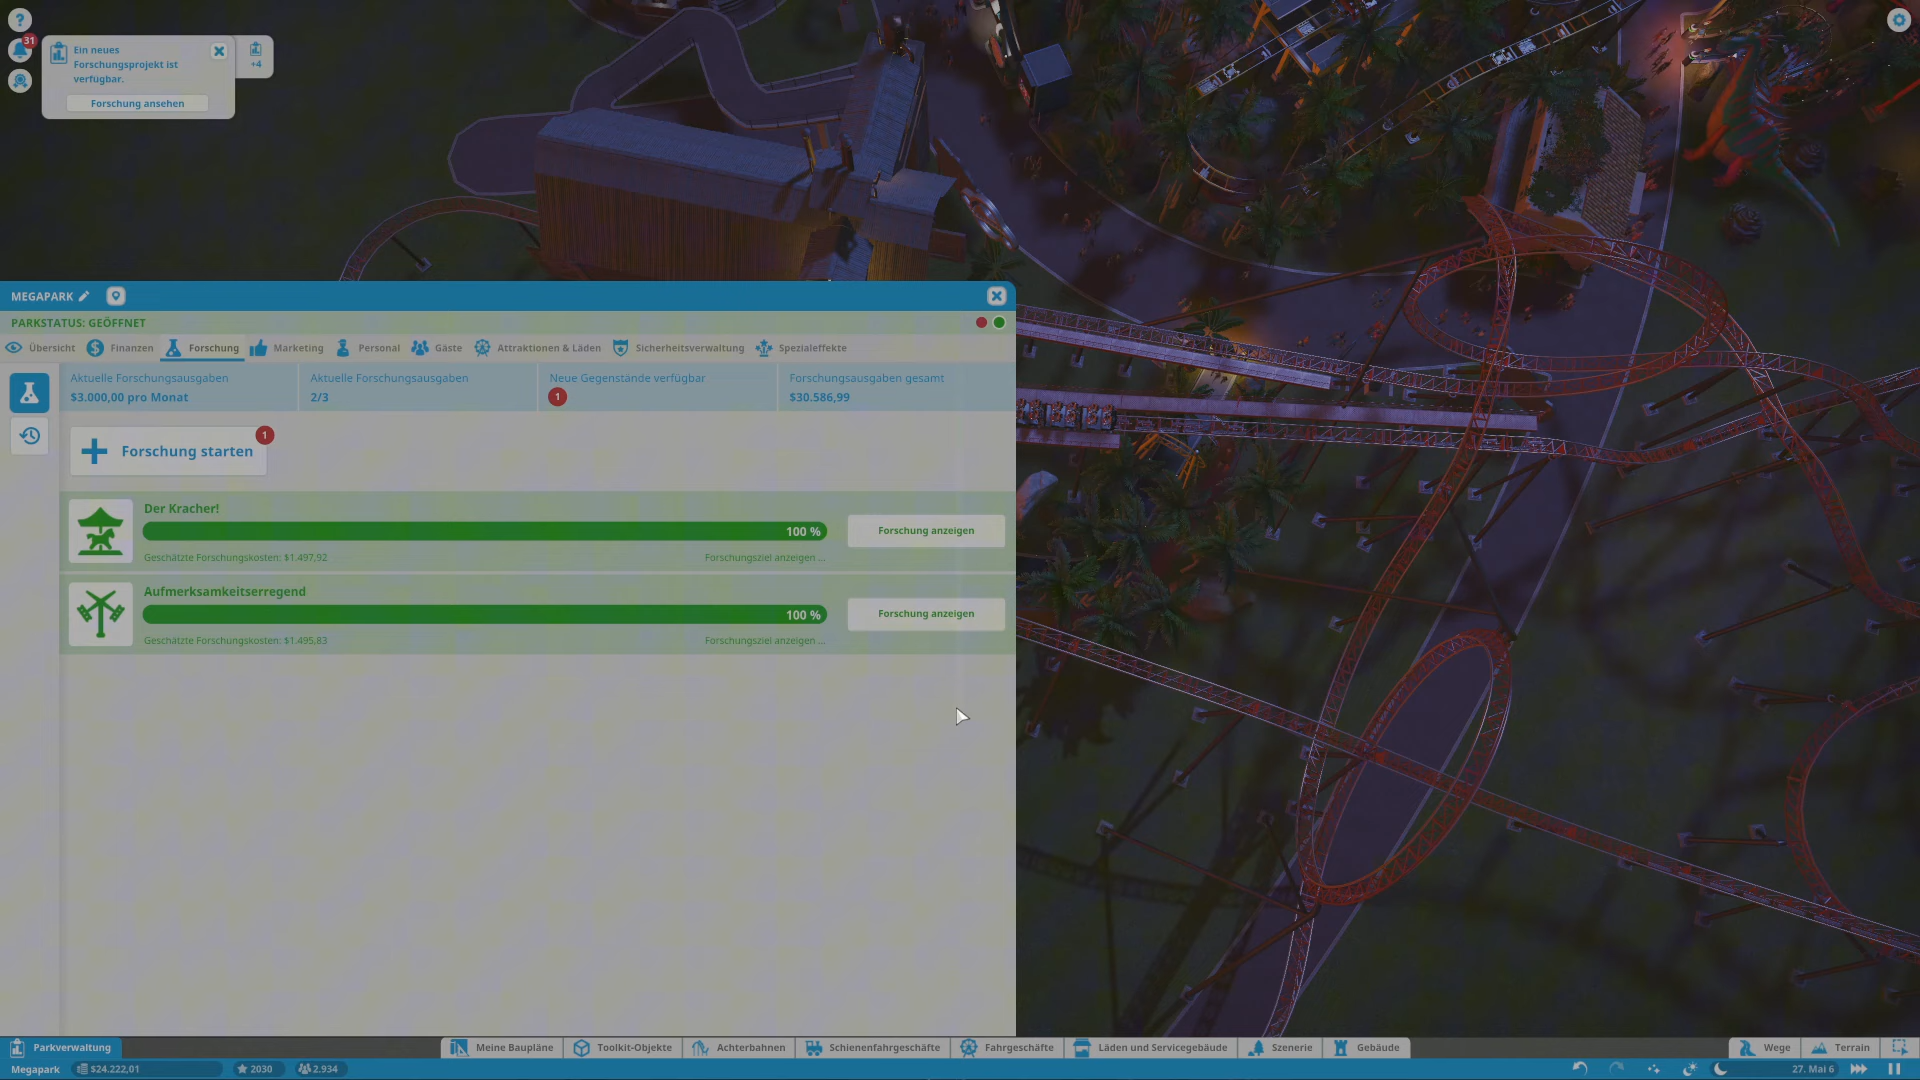 ?
31
Ein neues
Forschungsprojekt ist
verfügbar.
+4
Forschung ansehen
MEGAPARK
PARKSTATUS: GEÖFFNET
Übersicht
Finanzen
Forschung
Marketing
Personal
Gäste
Attraktionen & Läden
Sicherheitsverwaltung
Spezialeffekte
Aktuelle Forschungsausgaben
$3.000,00 pro Monat
Aktuelle Forschungsausgaben
2/3
Neue Gegenstände verfügbar
1
Forschungsausgaben gesamt
$30.586,99
Forschung starten
1
Der Kracher!
100 %
Geschätzte Forschungskosten: $1.497,92
Forschungsziel anzeigen ...
Forschung anzeigen
Aufmerksamkeitserregend
100 %
Geschätzte Forschungskosten: $1.495,83
Forschungsziel anzeigen ...
Forschung anzeigen
Parkverwaltung
Meine Baupläne
Toolkit-Objekte
Achterbahnen
Schienenfahrgeschäfte
Fahrgeschäfte
Läden und Servicegebäude
Szenerie
Gebäude
Wege
Terrain
Megapark
$24.222,01
2030
2.934
27. Mai 6